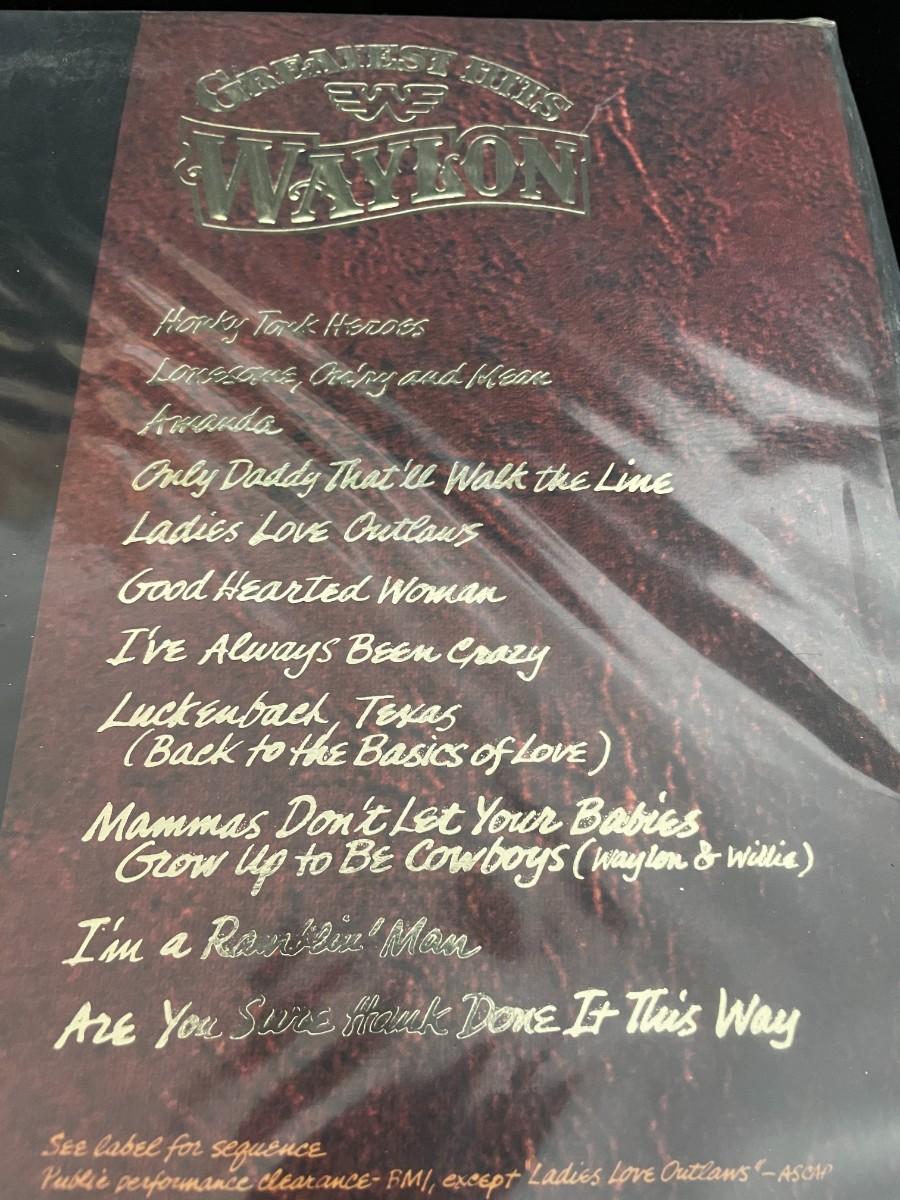 GREATEST HITS
W
WAYLON
Honky Tonk Heroes
Lonesome, On'ry and Mean
Amanda
Only Daddy That'll Walk the Line
Ladies Love Outlaws
Good Hearted Woman
I've Always Been Crazy
Luckenbach, Texas
(Back to the Basics of Love)
Mammas Don't Let Your Babies
Grow Up to Be Cowboys (Waylon & Willie)
I'm a Ramblin' Man
Are You Sure Hank Done It This Way
See label for sequence
Public performance clearance-BMI, except "Ladies Love Outlaws"-ASCAP